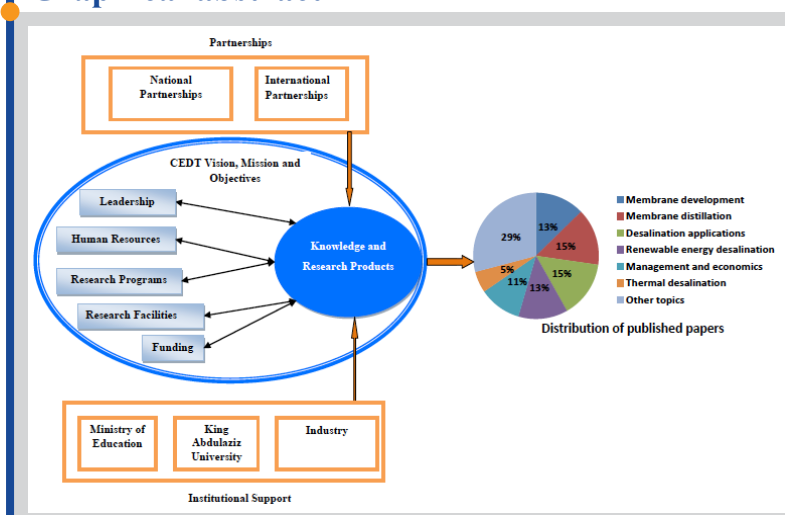 Partnerships
National
Partnerships
International
Partnerships
CEDT Vision, Mission and
Objectives
Leadership
Human Resources
Research Programs
Research Facilities
Funding
Knowledge and
Research Products
13%
15%
15%
13%
11%
5%
29%
Membrane development
Membrane distillation
Desalination applications
Renewable energy desalination
Management and economics
Thermal desalination
Other topics
Distribution of published papers
Ministry of
Education
King
Abdulaziz
University
Industry
Institutional Support